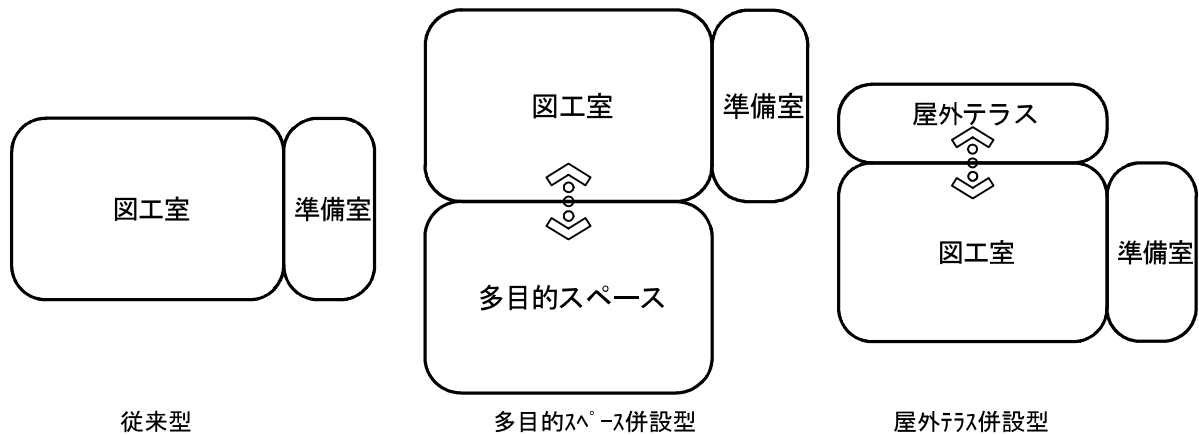 図工室
準備室
従来型
図工室
準備室
多目的スペース
多目的ｽﾍﾟｰｽ併設型
屋外テラス
図工室
準備室
屋外ﾃﾗｽ併設型